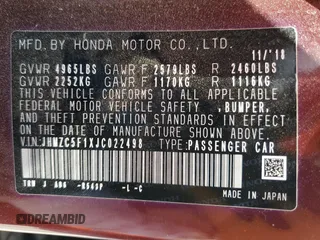 MFD. BY HONDA MOTOR CO., LTD. 11/'18
GVWR 4965LBS GAWR F 2579LBS R 2460LBS
GVWR 2252KG GAWR F 1170KG R 1116KG
THIS VEHICLE CONFORMS TO ALL APPLICABLE
FEDERAL MOTOR VEHICLE SAFETY, BUMPER,
AND THEFT PREVENTION STANDARDS IN EFFECT ON
THE DATE OF MANUFACTURE SHOWN ABOVE.
VIN:JHMZC5F1XJC022498 TYPE:PASSENGER CAR
-L -C
MADE IN JAPAN
AUTOBIDMASTER